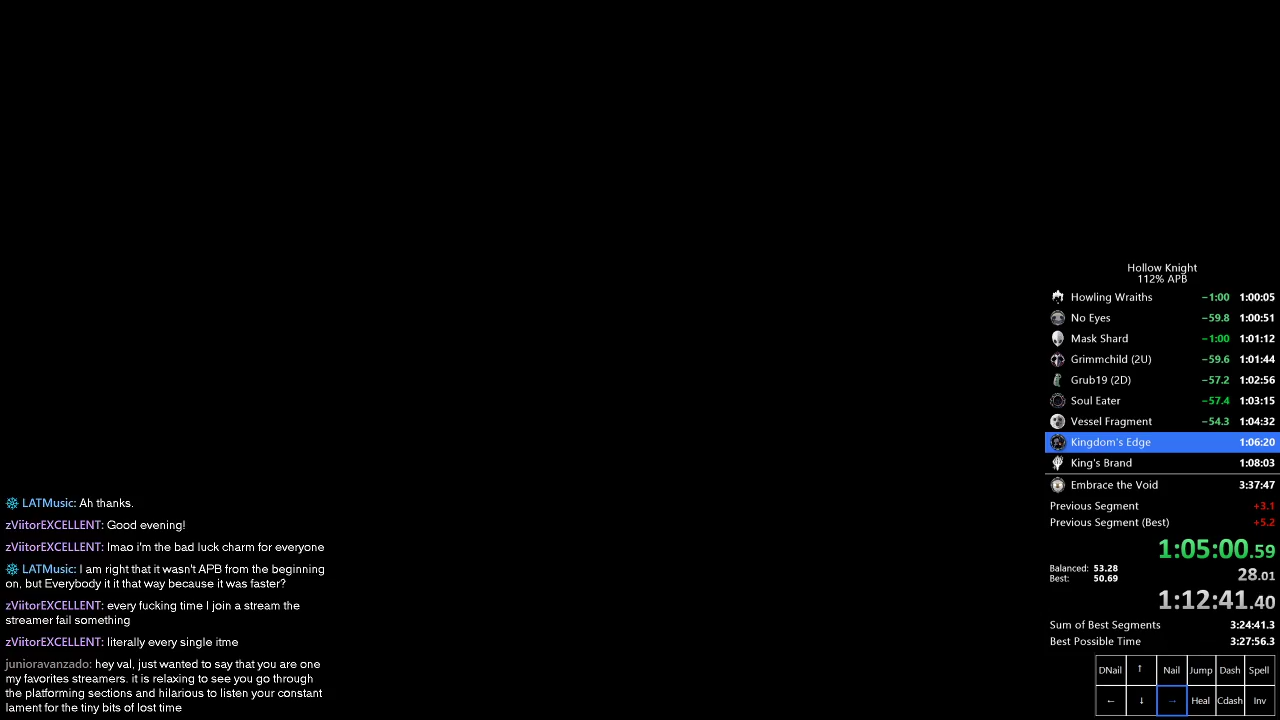 Hollow Knight
112% APB
Howling Wraiths −1:00 1:00:05
No Eyes −59.8 1:00:51
Mask Shard −1:00 1:01:12
Grimmchild (2U) −59.6 1:01:44
Grub19 (2D) −57.2 1:02:56
Soul Eater −57.4 1:03:15
Vessel Fragment −54.3 1:04:32
Kingdom's Edge 1:06:20
King's Brand 1:08:03
Embrace the Void 3:37:47
Previous Segment +3.1
Previous Segment (Best) +5.2
1:05:00.59
Balanced: 53.28
Best: 50.69
28.01
1:12:41.40
Sum of Best Segments 3:24:41.3
Best Possible Time 3:27:56.3
DNail ↑ Nail Jump Dash Spell
← ↓ → Heal Cdash Inv
LATMusic: Ah thanks.
zViitorEXCELLENT: Good evening!
zViitorEXCELLENT: lmao i'm the bad luck charm for everyone
LATMusic: I am right that it wasn't APB from the beginning
on, but Everybody it it that way because it was faster?
zViitorEXCELLENT: every fucking time I join a stream the
streamer fail something
zViitorEXCELLENT: literally every single itme
junioravanzado: hey val, just wanted to say that you are one
my favorites streamers. it is relaxing to see you go through
the platforming sections and hilarious to listen your constant
lament for the tiny bits of lost time